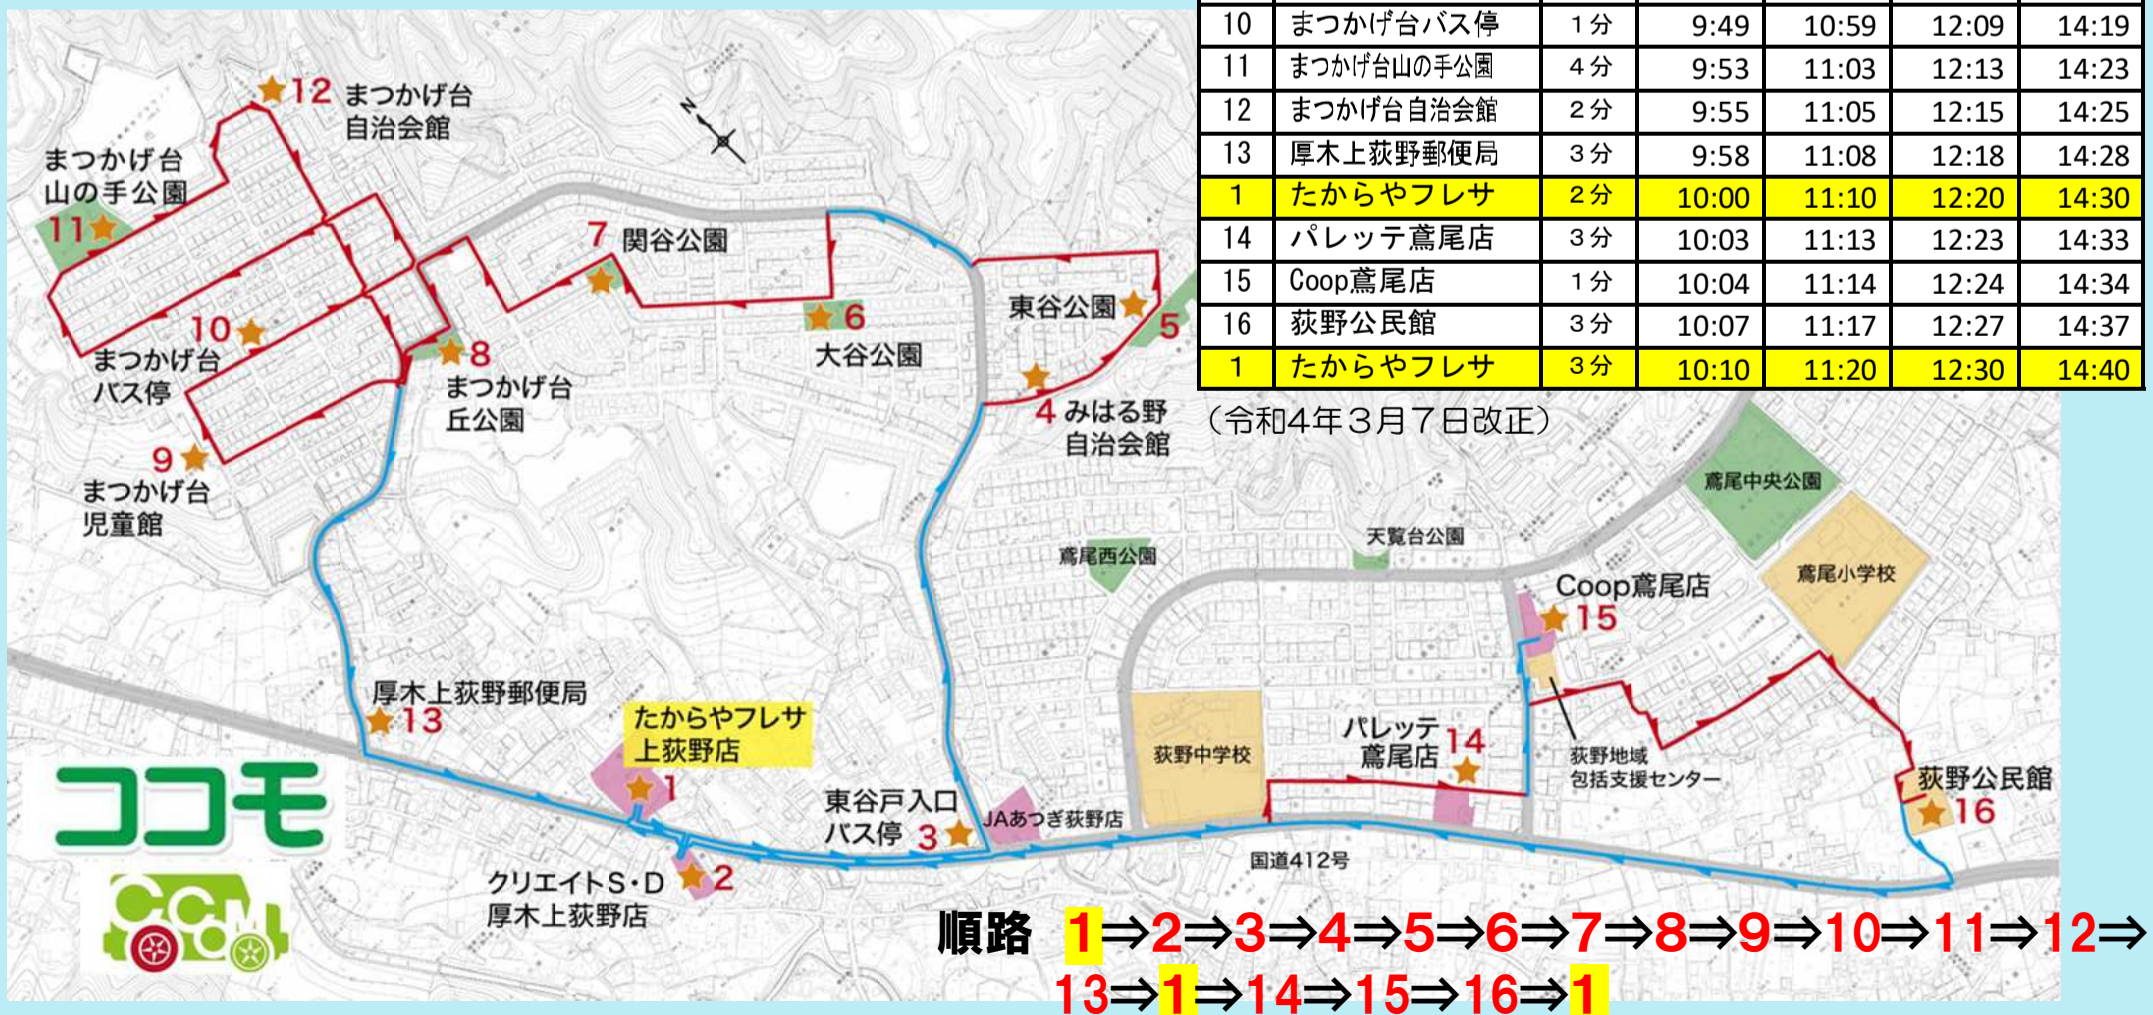 10 まつかげ台バス停 1分 9:49 10:59 12:09 14:19
11 まつかげ台山の手公園 4分 9:53 11:03 12:13 14:23
12 まつかげ台自治会館 2分 9:55 11:05 12:15 14:25
13 厚木上荻野郵便局 3分 9:58 11:08 12:18 14:28
1 たからやフレサ 2分 10:00 11:10 12:20 14:30
14 パレッテ鳶尾店 3分 10:03 11:13 12:23 14:33
15 Coop鳶尾店 1分 10:04 11:14 12:24 14:34
16 荻野公民館 3分 10:07 11:17 12:27 14:37
1 たからやフレサ 3分 10:10 11:20 12:30 14:40
（令和4年3月7日改正）
12 まつかげ台
自治会館
まつかげ台
山の手公園
11
N
7 関谷公園
東谷公園
5
6
大谷公園
10
まつかげ台
バス停
8
まつかげ台
丘公園
4 みはる野
自治会館
9
まつかげ台
児童館
鳶尾中央公園
天覧台公園
鳶尾西公園
鳶尾小学校
Coop鳶尾店
15
厚木上荻野郵便局
13
たからやフレサ
上荻野店
1
パレッテ
鳶尾店
14
荻野中学校
荻野地域
包括支援センター
荻野公民館
16
東谷戸入口
バス停 3
JAあつぎ荻野店
国道412号
ココモ
COCOMO
クリエイトS・D
厚木上荻野店
2
順路 1⇒2⇒3⇒4⇒5⇒6⇒7⇒8⇒9⇒10⇒11⇒12⇒
13⇒1⇒14⇒15⇒16⇒1